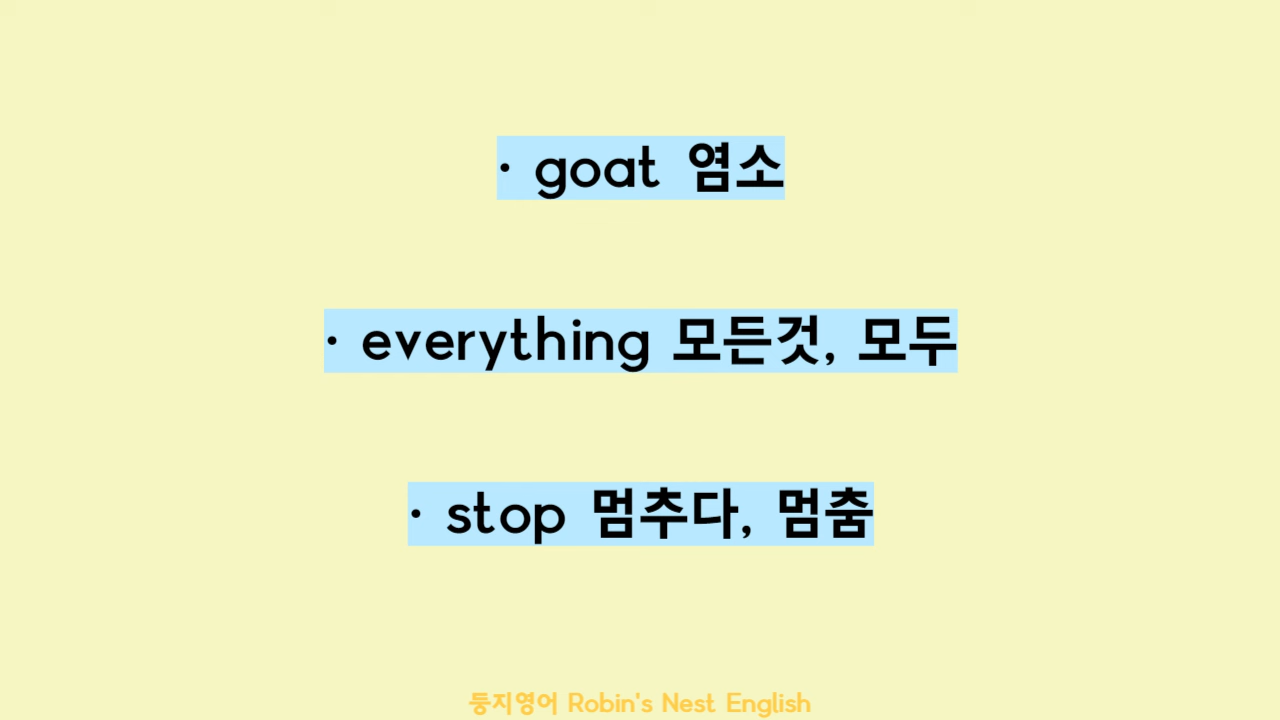 · goat 염소
· everything 모든것, 모두
· stop 멈추다, 멈춤
둥지영어 Robin's Nest English